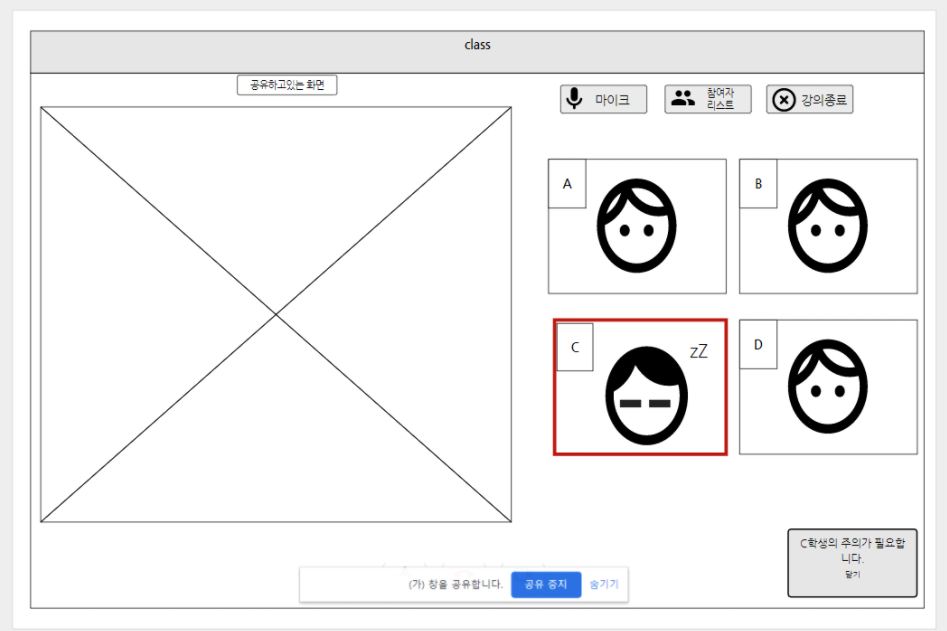 class
공유하고있는 화면
마이크
참여자
리스트
강의종료
A
B
C
zZ
D
C학생의 주의가 필요합
니다.
닫기
(가) 창을 공유합니다.
공유 중지
숨기기